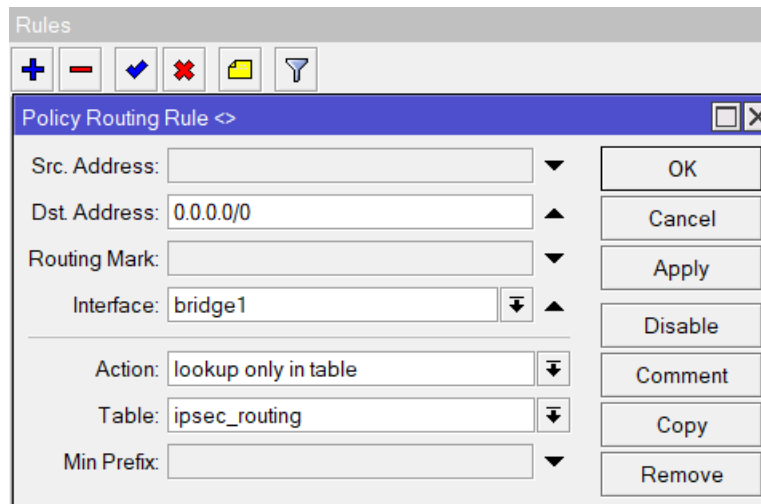 Rules
Policy Routing Rule <>
Src. Address:
OK
Dst. Address: 0.0.0.0/0
Cancel
Routing Mark:
Apply
Interface: bridge1
Disable
Action: lookup only in table
Comment
Table: ipsec_routing
Copy
Min Prefix:
Remove